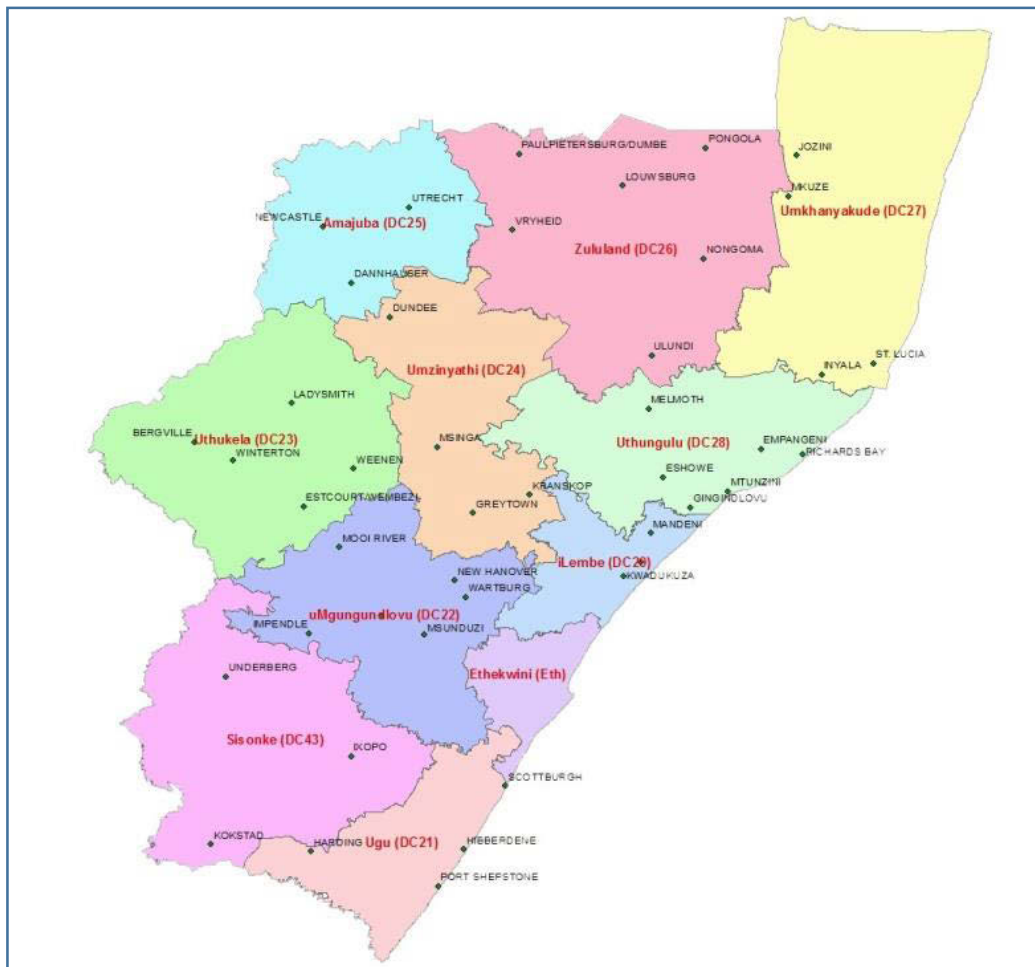 PAULPIETERSBURG/DUMBE
PONGOLA
JOZINI
LOUWSBURG
MKUZE
UTRECHT
Umkhanyakude (DC27)
NEWCASTLE
Amajuba (DC25)
VRYHEID
Zululand (DC26)
NONGOMA
DANNHAUSER
DUNDEE
ULUNDI
ST. LUCIA
INYALA
Umzinyathi (DC24)
LADYSMITH
MELMOTH
BERGVILLE
Uthukela (DC23)
MSINGA
Uthungulu (DC28)
EMPANGENI
RICHARDS BAY
WINTERTON
WEENEN
ESHOWE
MTUNZINI
KRANSKOP
ESTCOURT/WEMBEZI
GREYTOWN
GINGINDLOVU
MANDENI
MOOI RIVER
iLembe (DC29)
NEW HANOVER
KWADUKUZA
WARTBURG
uMgungundlovu (DC22)
IMPENDLE
MSUNDUZI
UNDERBERG
Ethekwini (Eth)
Sisonke (DC43)
IXOPO
SCOTTBURGH
KOKSTAD
HARDING
Ugu (DC21)
HIBBERDENE
PORT SHEPSTONE